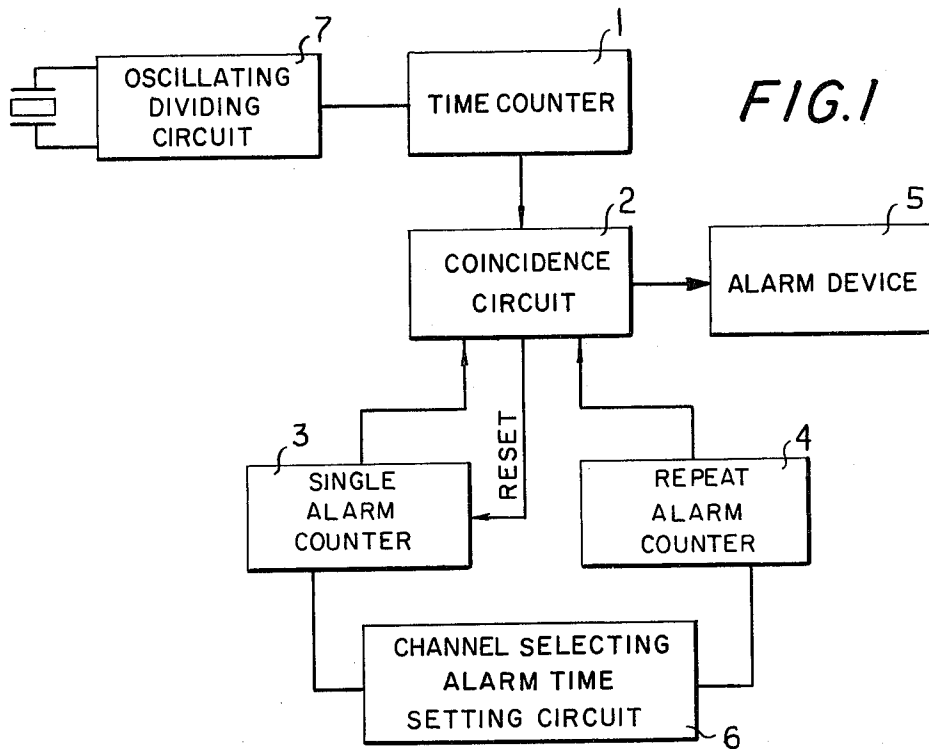 7
OSCILLATING
DIVIDING
CIRCUIT
1
TIME COUNTER
FIG.1
2
COINCIDENCE
CIRCUIT
5
ALARM DEVICE
RESET
3
SINGLE
ALARM
COUNTER
4
REPEAT
ALARM
COUNTER
CHANNEL SELECTING
ALARM TIME
SETTING CIRCUIT
6